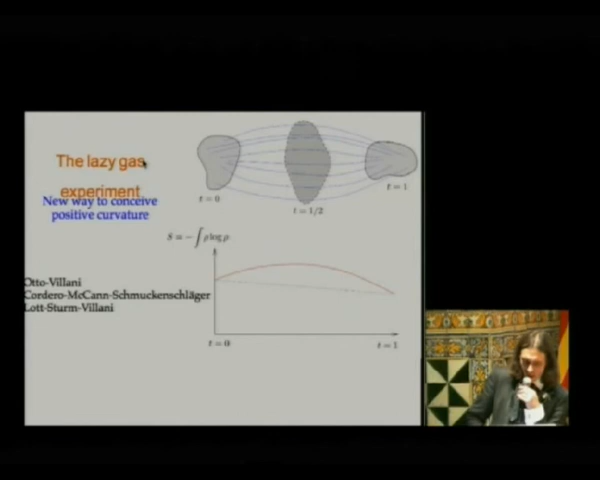 The lazy gas
experiment
New way to conceive
positive curvature
t = 0
t = 1/2
t = 1
S = − ∫ ρ log ρ
Otto-Villani
Cordero-McCann-Schmuckenschläger
Lott-Sturm-Villani
t = 0
t = 1